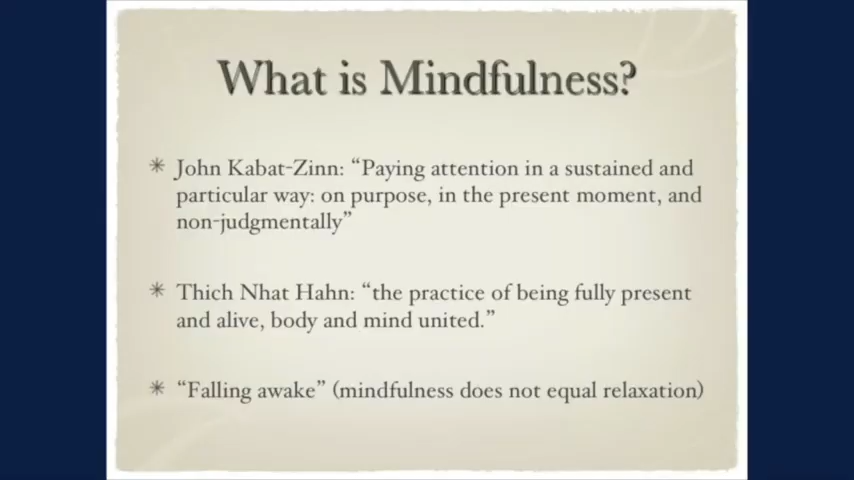 What is Mindfulness?
✳ John Kabat-Zinn: “Paying attention in a sustained and
particular way: on purpose, in the present moment, and
non-judgmentally”
✳ Thich Nhat Hahn: “the practice of being fully present
and alive, body and mind united.”
✳ “Falling awake” (mindfulness does not equal relaxation)